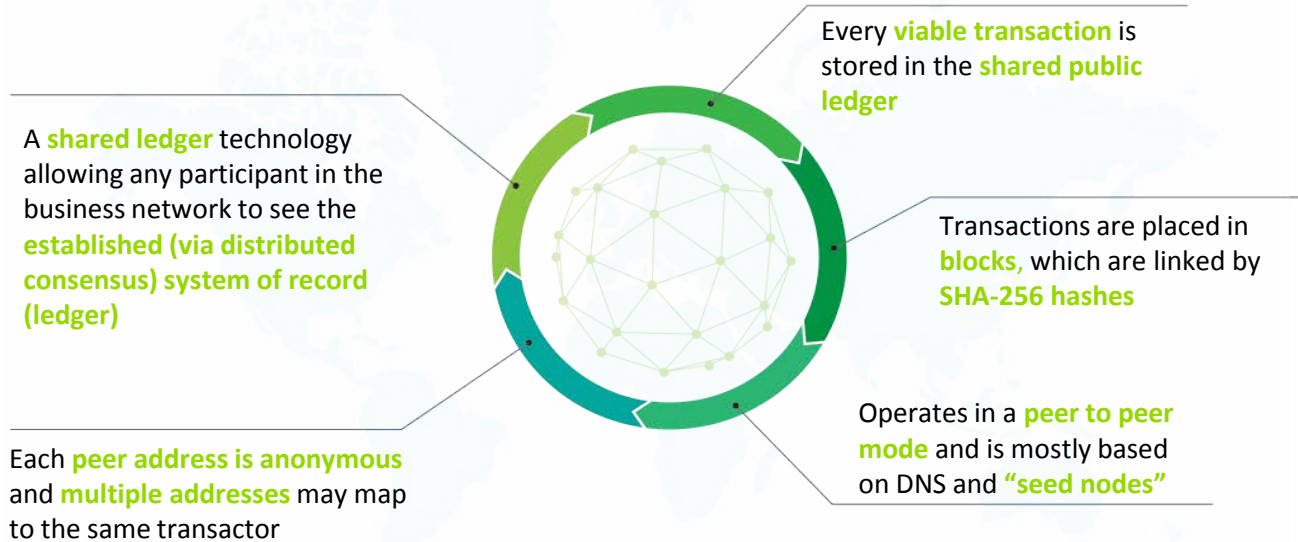 Every viable transaction is
stored in the shared public
ledger
A shared ledger technology
allowing any participant in the
business network to see the
established (via distributed
consensus) system of record
(ledger)
Transactions are placed in
blocks, which are linked by
SHA-256 hashes
Operates in a peer to peer
mode and is mostly based
on DNS and “seed nodes”
Each peer address is anonymous
and multiple addresses may map
to the same transactor